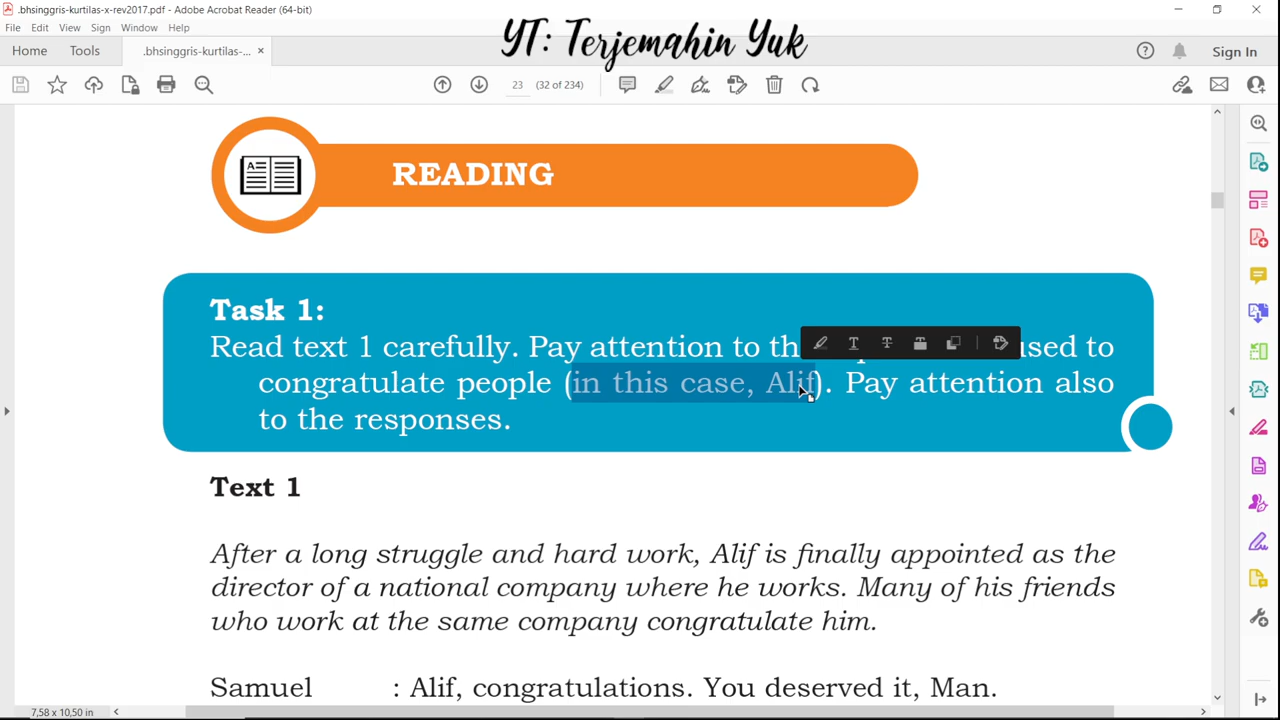 .bhsinggris-kurtilas-x-rev2017.pdf - Adobe Acrobat Reader (64-bit)
File Edit View Sign Window Help
YT: Terjemahin Yuk
Home Tools .bhsinggris-kurtilas-... × Sign In
23 (32 of 234)
READING
Task 1:
Read text 1 carefully. Pay attention to used to
congratulate people (in this case, Alif). Pay attention also
to the responses.
Text 1
After a long struggle and hard work, Alif is finally appointed as the
director of a national company where he works. Many of his friends
who work at the same company congratulate him.
Samuel : Alif, congratulations. You deserved it, Man.
7,58 x 10,50 in